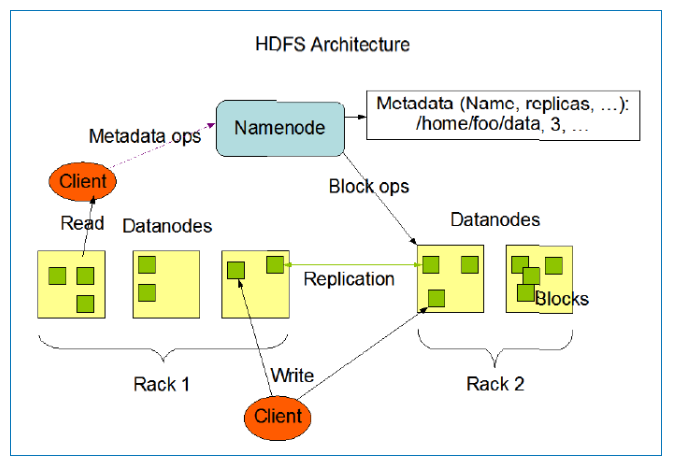 HDFS Architecture
Metadata (Name, replicas, ...):
/home/foo/data, 3, ...
Namenode
Metadata ops
Client
Block ops
Read
Datanodes
Datanodes
Replication
Blocks
Rack 1
Write
Rack 2
Client